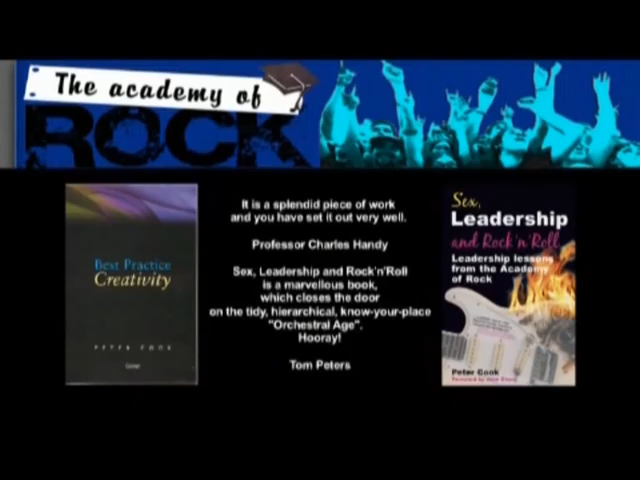 The academy of
ROCK
Best Practice
Creativity
PETER COOK
Gower
It is a splendid piece of work
and you have set it out very well.
Professor Charles Handy
Sex, Leadership and Rock'n'Roll
is a marvellous book,
which closes the door
on the tidy, hierarchical, know-your-place
"Orchestral Age".
Hooray!
Tom Peters
Sex,
Leadership
and Rock'n'Roll
Leadership lessons
from the Academy
of Rock
Peter Cook